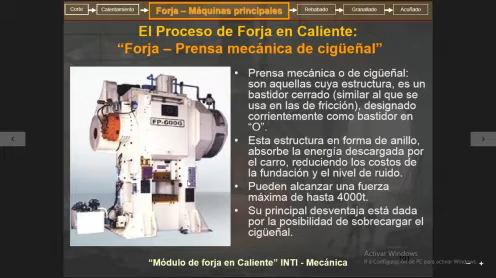 Corte
Calentamiento
Forja – Máquinas principales
Rebabado
Granallado
Acuñado
El Proceso de Forja en Caliente:
“Forja – Prensa mecánica de cigüeñal”
FP-600G
• Prensa mecánica o de cigüeñal:
son aquellas cuya estructura, es un
bastidor cerrado (similar al que se
usa en las de fricción), designado
corrientemente como bastidor en
“O”.
• Esta estructura en forma de anillo,
absorbe la energía descargada por
el carro, reduciendo los costos de
la fundación y el nivel de ruido.
• Pueden alcanzar una fuerza
máxima de hasta 4000t.
• Su principal desventaja está dada
por la posibilidad de sobrecargar el
cigüeñal.
Activar Windows
Ir a Configuración de PC para activar Windows.
“Módulo de forja en Caliente” INTI - Mecánica